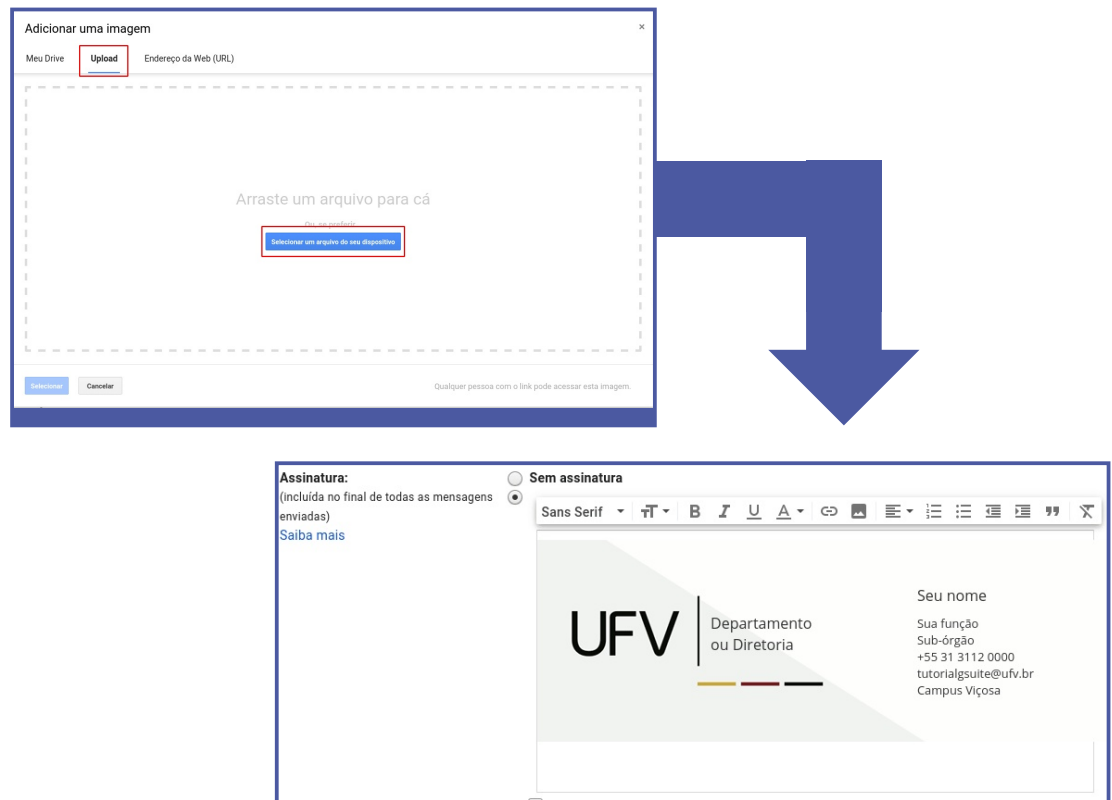 Adicionar uma imagem ×
Meu Drive Upload Endereço da Web (URL)
Arraste um arquivo para cá
Ou, se preferir...
Selecionar um arquivo do seu dispositivo
Selecionar Cancelar Qualquer pessoa com o link pode acessar esta imagem.
Assinatura:
(incluída no final de todas as mensagens
enviadas)
Saiba mais
Sem assinatura
Sans Serif
UFV
Departamento
ou Diretoria
Seu nome
Sua função
Sub-órgão
+55 31 3112 0000
tutorialgsuite@ufv.br
Campus Viçosa